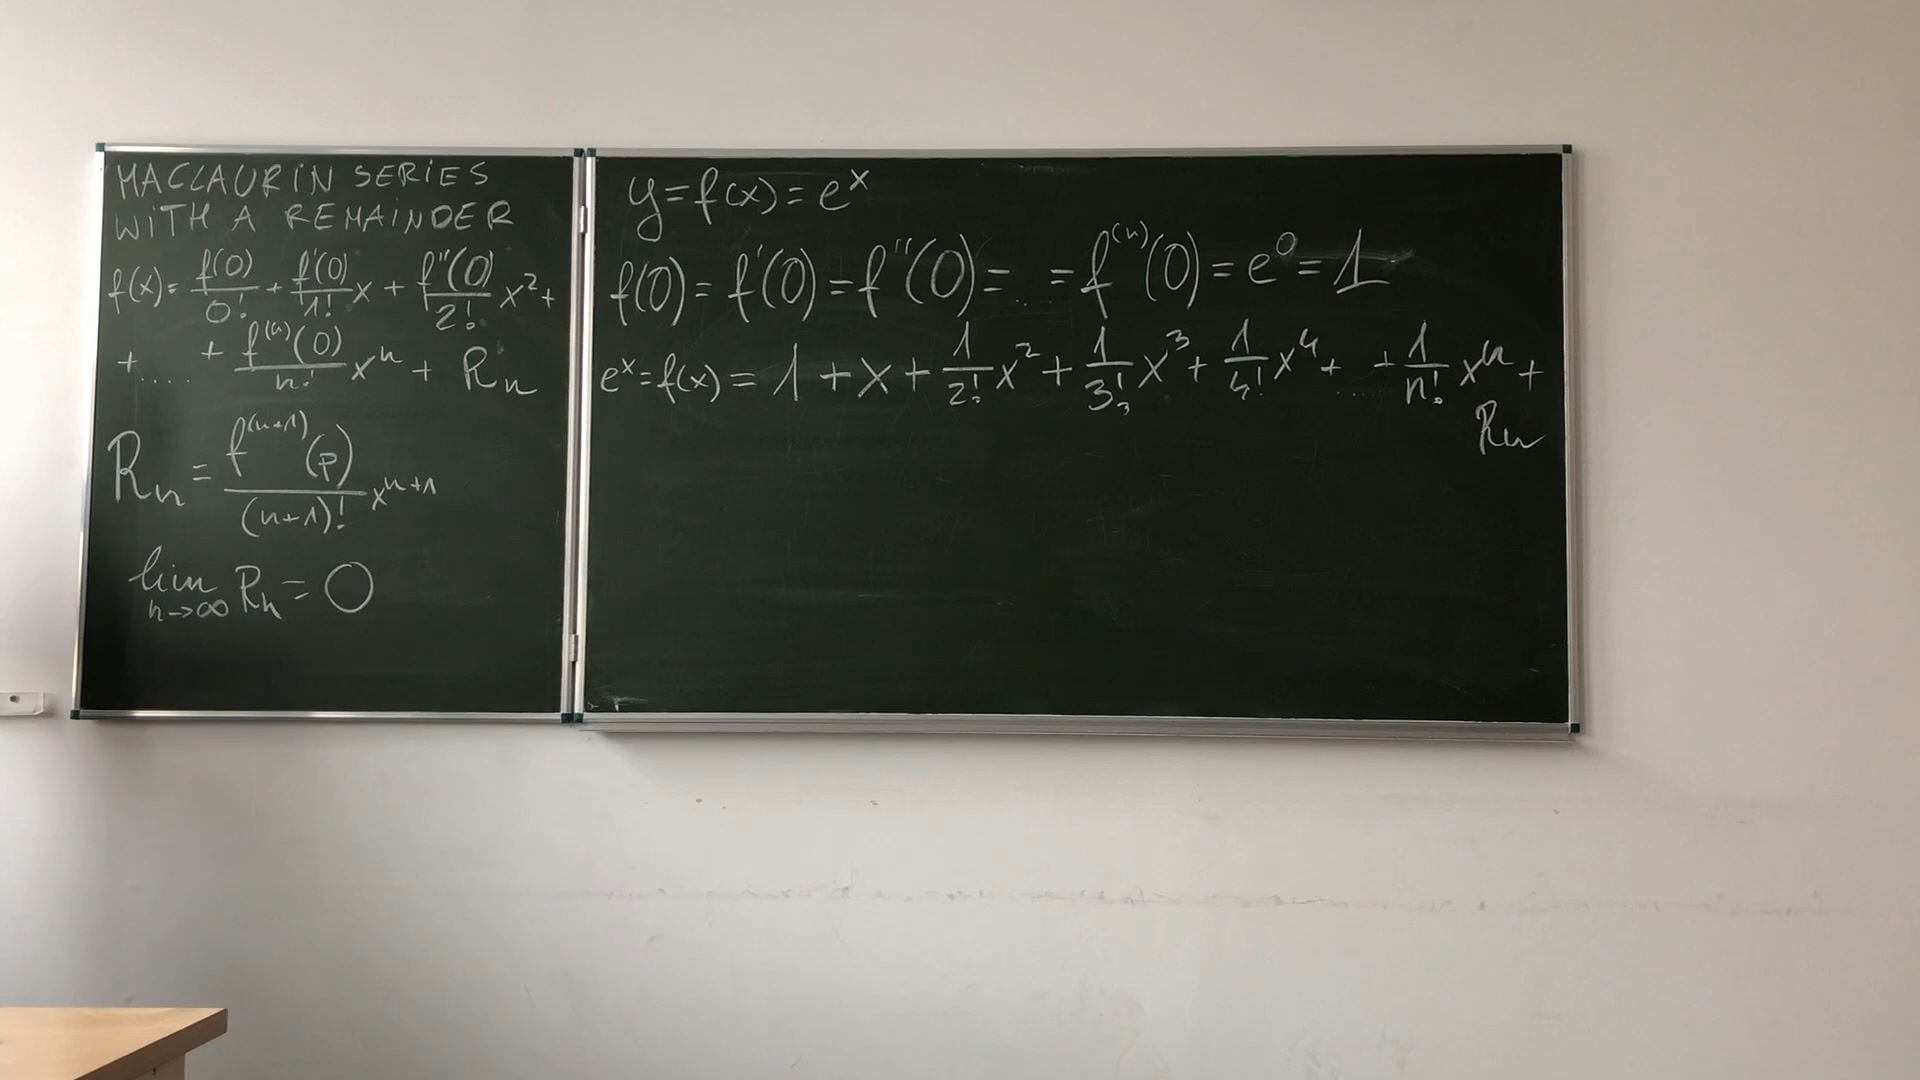 MACLAURIN SERIES
WITH A REMAINDER
f(x) = f(0)/0! + f'(0)/1! x + f''(0)/2! x² +
+ .... + f⁽ⁿ⁾(0)/n! xⁿ + Rₙ
Rₙ = f⁽ⁿ⁺¹⁾(p)/(n+1)! xⁿ⁺¹
lim n→∞ Rₙ = 0
y = f(x) = eˣ
f(0) = f'(0) = f''(0) = ... = f⁽ⁿ⁾(0) = e⁰ = 1
eˣ = f(x) = 1 + x + 1/2! x² + 1/3! x³ + 1/4! x⁴ + .... + 1/n! xⁿ +
Rₙ